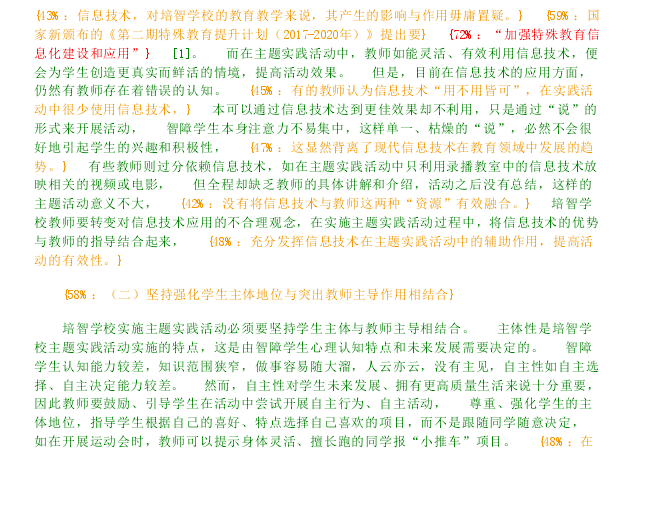 {43%：信息技术，对培智学校的教育教学来说，其产生的影响与作用毋庸置疑。} {59%：国
家新颁布的《第二期特殊教育提升计划（2017-2020年）》提出要} {72%：“加强特殊教育信
息化建设和应用”} [1]。 而在主题实践活动中，教师如能灵活、有效利用信息技术，便
会为学生创造更真实而鲜活的情境，提高活动效果。 但是，目前在信息技术的应用方面，
仍然有教师存在着错误的认知。 {45%：有的教师认为信息技术“用不用皆可”，在实践活
动中很少使用信息技术，} 本可以通过信息技术达到更佳效果却不利用，只是通过“说”的
形式来开展活动， 智障学生本身注意力不易集中，这样单一、枯燥的“说”，必然不会很
好地引起学生的兴趣和积极性， {47%：这显然背离了现代信息技术在教育领域中发展的趋
势。} 有些教师则过分依赖信息技术，如在主题实践活动中只利用录播教室中的信息技术放
映相关的视频或电影， 但全程却缺乏教师的具体讲解和介绍，活动之后没有总结，这样的
主题活动意义不大， {42%：没有将信息技术与教师这两种“资源”有效融合。} 培智学
校教师要转变对信息技术应用的不合理观念，在实施主题实践活动过程中，将信息技术的优势
与教师的指导结合起来， {48%：充分发挥信息技术在主题实践活动中的辅助作用，提高活
动的有效性。}
{58%：（二）坚持强化学生主体地位与突出教师主导作用相结合}
培智学校实施主题实践活动必须要坚持学生主体与教师主导相结合。 主体性是培智学
校主题实践活动实施的特点，这是由智障学生心理认知特点和未来发展需要决定的。 智障
学生认知能力较差，知识范围狭窄，做事容易随大溜，人云亦云，没有主见，自主性如自主选
择、自主决定能力较差。 然而，自主性对学生未来发展、拥有更高质量生活来说十分重要，
因此教师要鼓励、引导学生在活动中尝试开展自主行为、自主活动， 尊重、强化学生的主
体地位，指导学生根据自己的喜好、特点选择自己喜欢的项目，而不是跟随同学随意决定，
如在开展运动会时，教师可以提示身体灵活、擅长跑的同学报“小推车”项目。 {48%：在